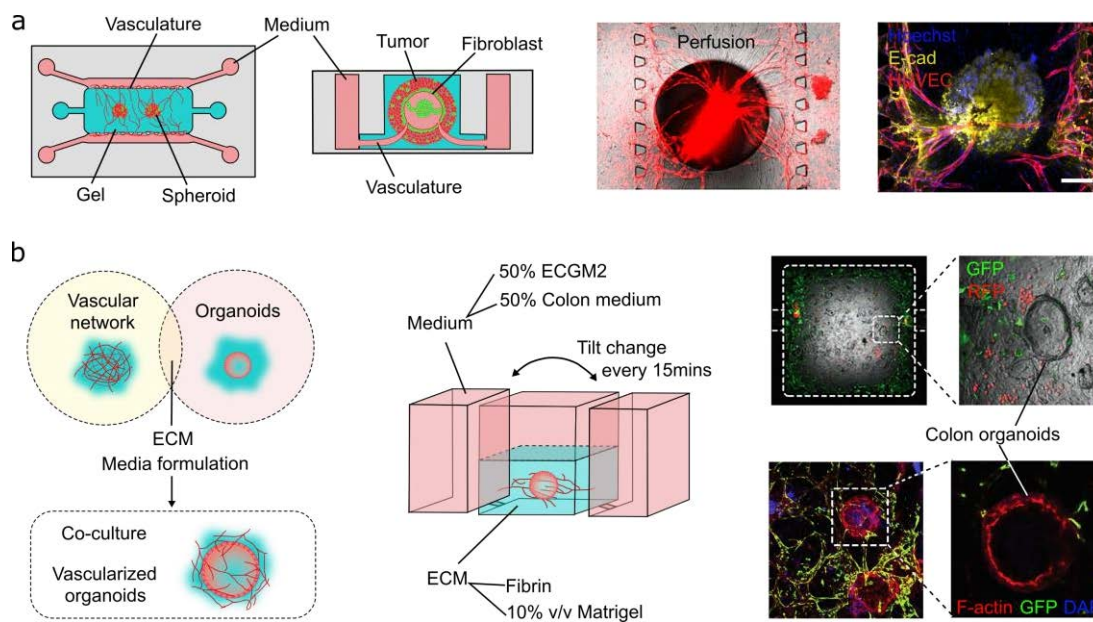 a
Vasculature
Medium
Gel
Spheroid
Tumor
Fibroblast
Vasculature
Perfusion
E-cad
b
Vascular
network
Organoids
ECM
Media formulation
Co-culture
Vascularized
organoids
50% ECGM2
50% Colon medium
Medium
Tilt change
every 15mins
ECM
Fibrin
10% v/v Matrigel
GFP
RFP
Colon organoids
F-actin GFP